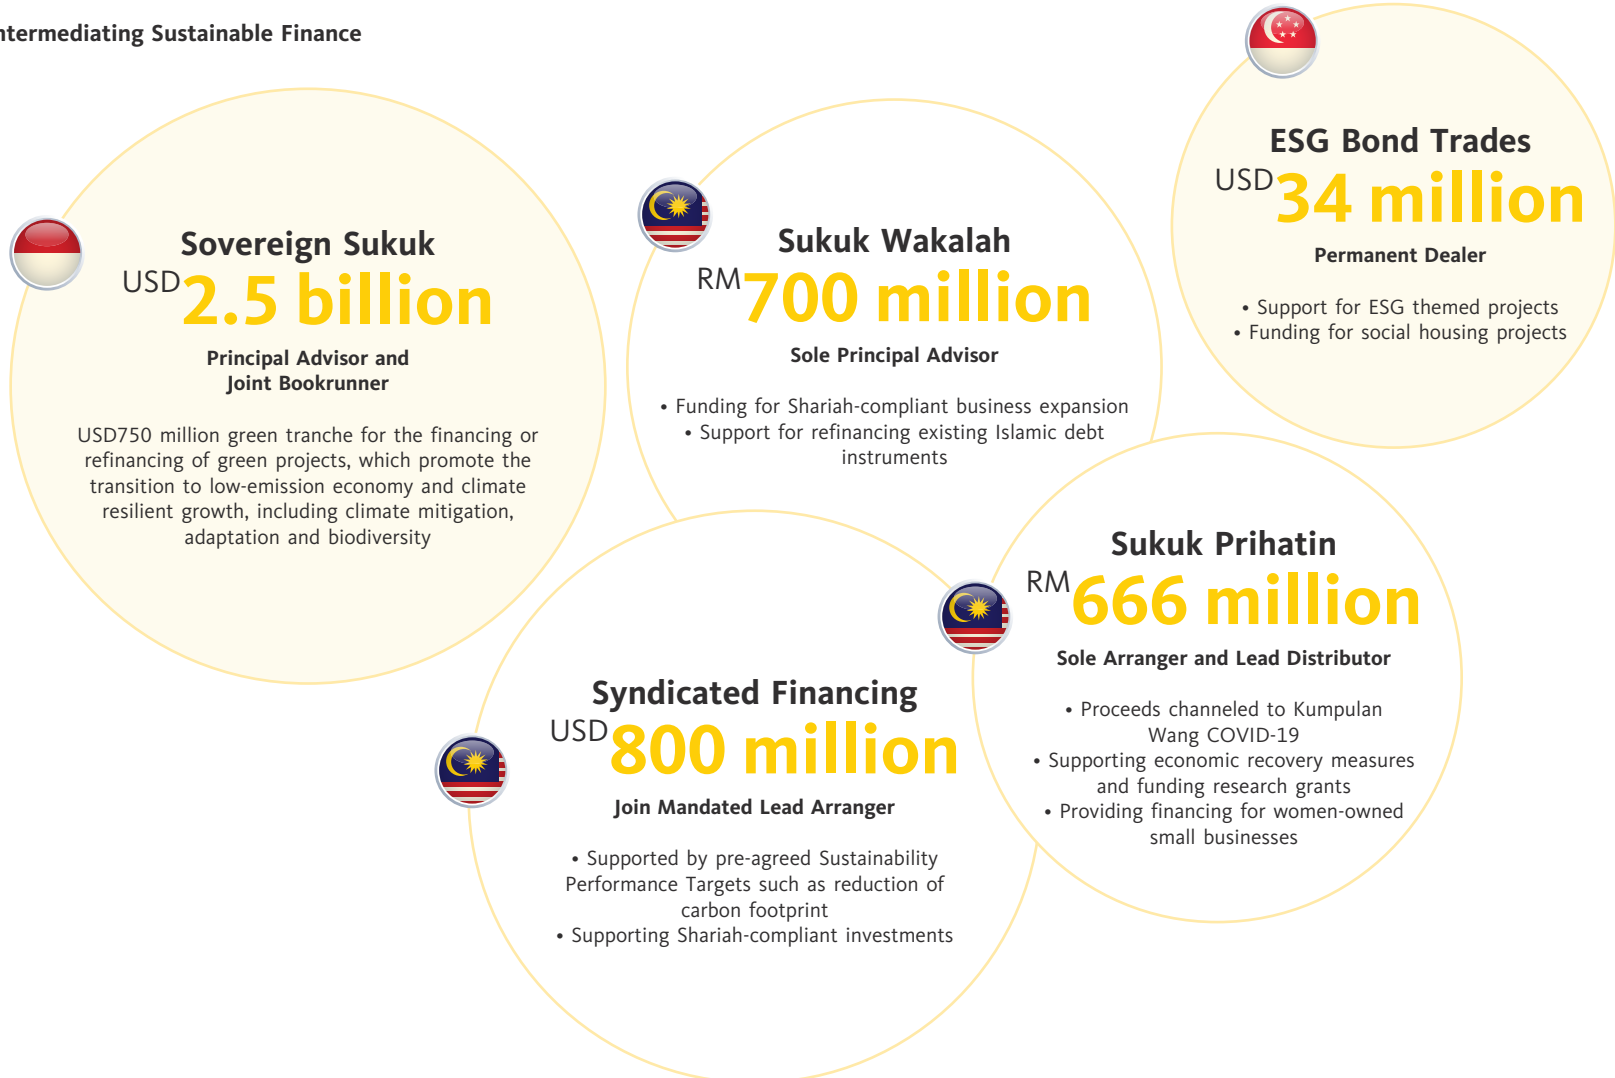 ntermediating Sustainable Finance
Sovereign Sukuk
USD2.5 billion
Principal Advisor and
Joint Bookrunner
USD750 million green tranche for the financing or
refinancing of green projects, which promote the
transition to low-emission economy and climate
resilient growth, including climate mitigation,
adaptation and biodiversity
Sukuk Wakalah
RM700 million
Sole Principal Advisor
• Funding for Shariah-compliant business expansion
• Support for refinancing existing Islamic debt
instruments
ESG Bond Trades
USD34 million
Permanent Dealer
• Support for ESG themed projects
• Funding for social housing projects
Syndicated Financing
USD800 million
Join Mandated Lead Arranger
• Supported by pre-agreed Sustainability
Performance Targets such as reduction of
carbon footprint
• Supporting Shariah-compliant investments
Sukuk Prihatin
RM666 million
Sole Arranger and Lead Distributor
• Proceeds channeled to Kumpulan
Wang COVID-19
• Supporting economic recovery measures
and funding research grants
• Providing financing for women-owned
small businesses